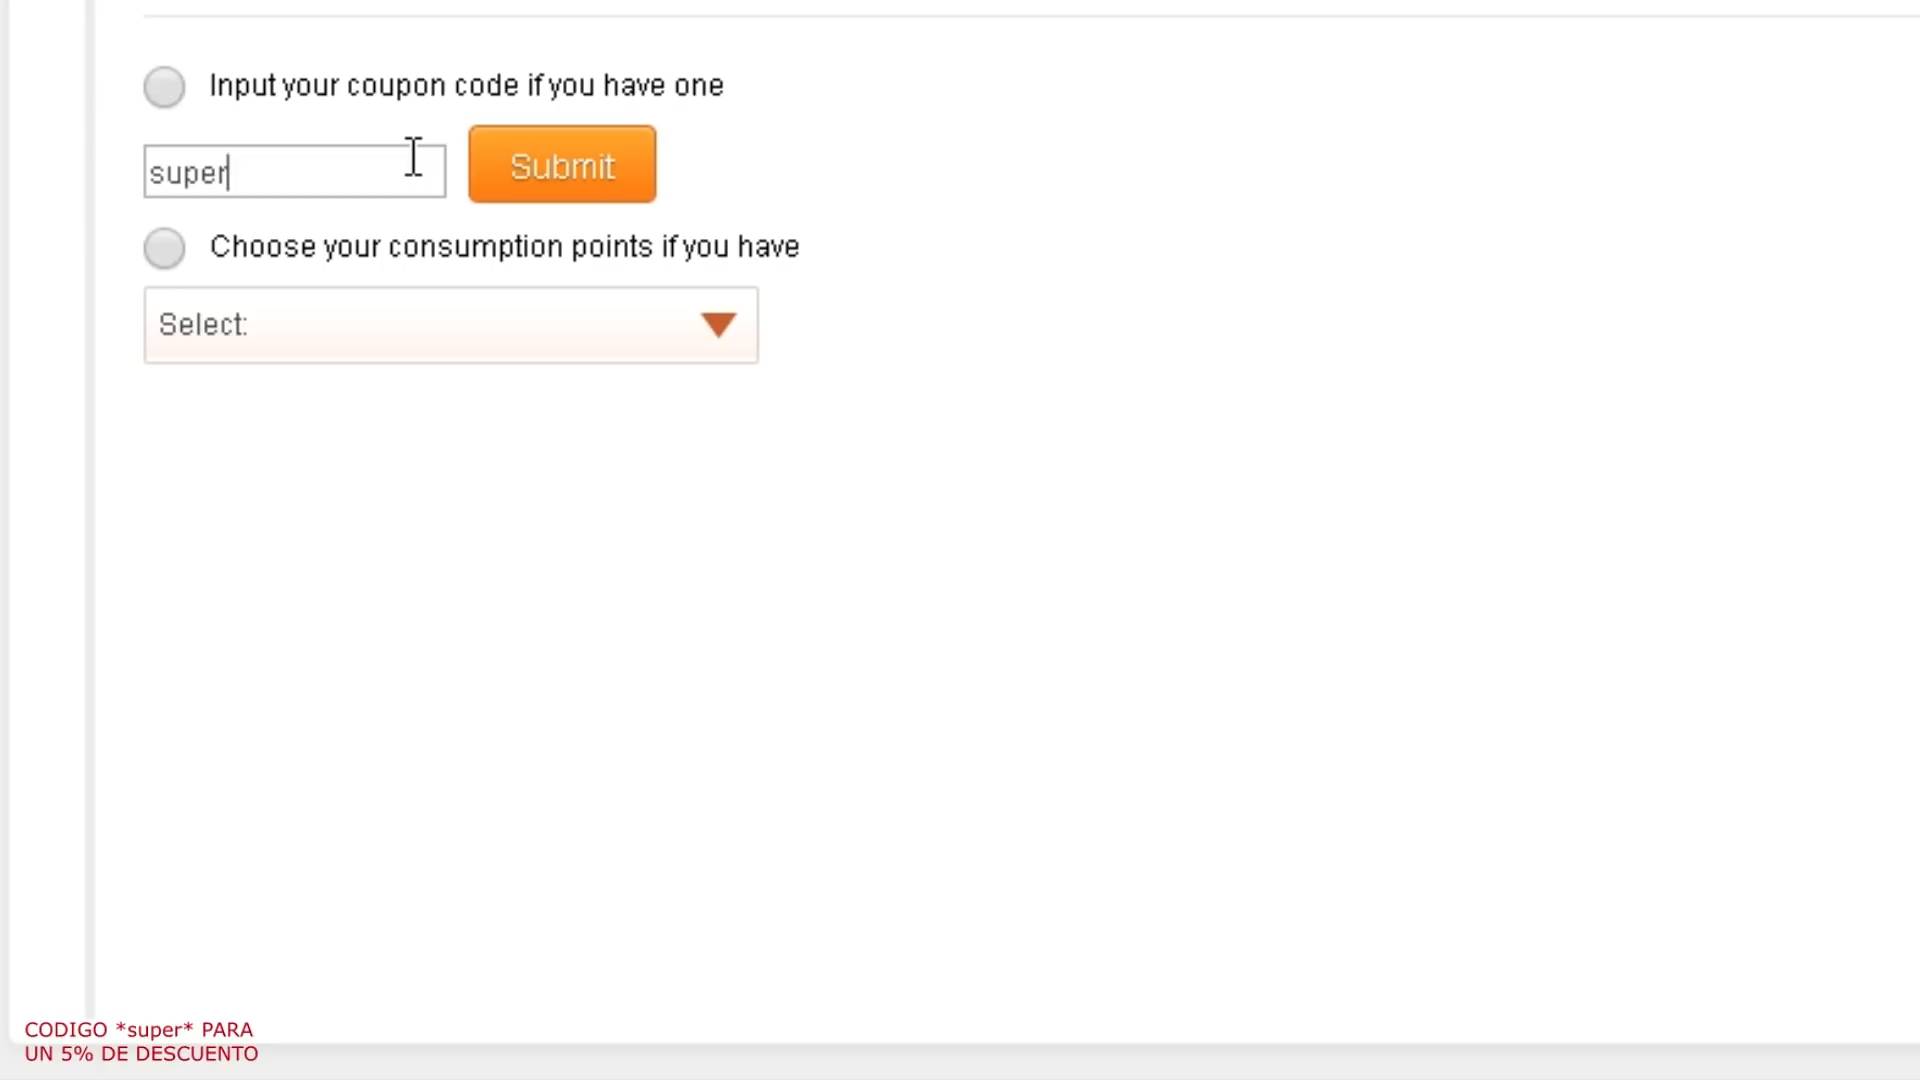 Input your coupon code if you have one
super
Submit
Choose your consumption points if you have
Select:
CODIGO *super* PARA
UN 5% DE DESCUENTO